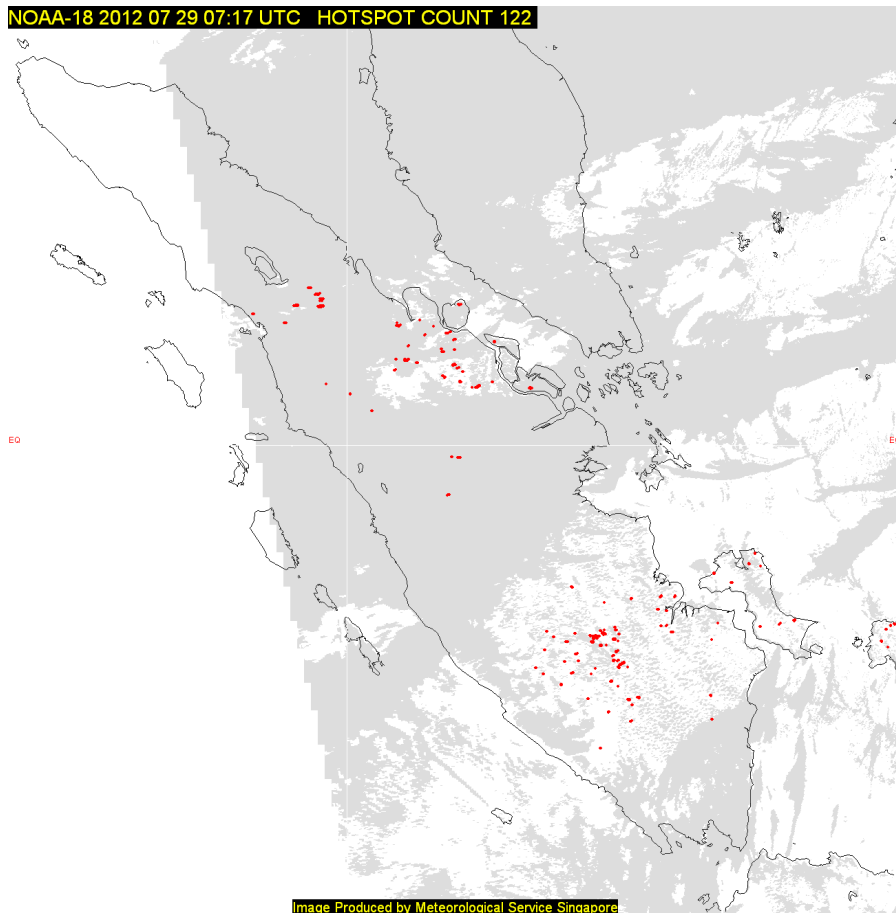 NOAA-18 2012 07 29 07:17 UTC HOTSPOT COUNT 122
EQ
EQ
Image Produced by Meteorological Service Singapore